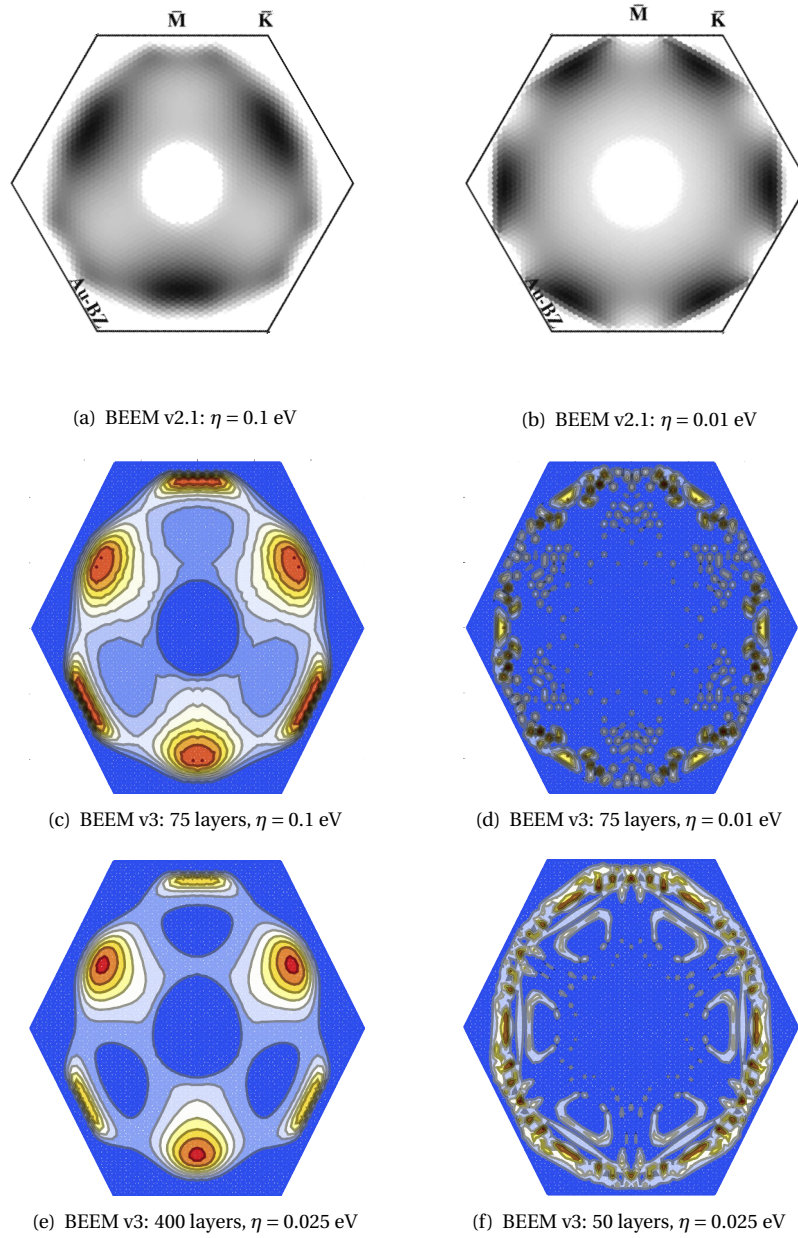 M̄ K̄ M̄ K̄
Au-BZ Au-BZ
(a) BEEM v2.1: η = 0.1 eV
(b) BEEM v2.1: η = 0.01 eV
(c) BEEM v3: 75 layers, η = 0.1 eV
(d) BEEM v3: 75 layers, η = 0.01 eV
(e) BEEM v3: 400 layers, η = 0.025 eV
(f) BEEM v3: 50 layers, η = 0.025 eV